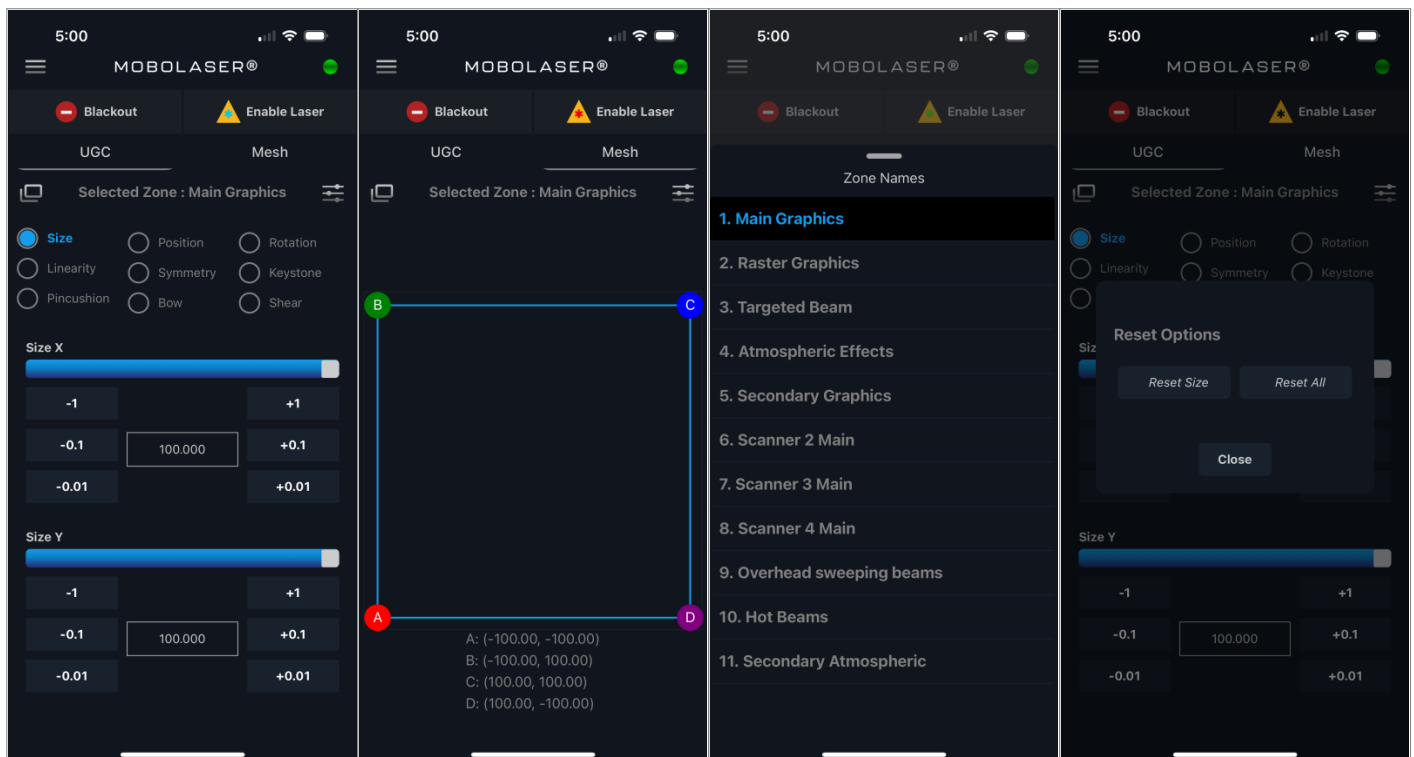 5:00
MOBOLASER®
Blackout
Enable Laser
UGC
Mesh
Selected Zone : Main Graphics
Size
Position
Rotation
Linearity
Symmetry
Keystone
Pincushion
Bow
Shear
Size X
-1
+1
-0.1
100.000
+0.1
-0.01
+0.01
Size Y
-1
+1
-0.1
100.000
+0.1
-0.01
+0.01
5:00
MOBOLASER®
Blackout
Enable Laser
UGC
Mesh
Selected Zone : Main Graphics
B
C
A
D
A: (-100.00, -100.00)
B: (-100.00, 100.00)
C: (100.00, 100.00)
D: (100.00, -100.00)
5:00
MOBOLASER®
Blackout
Enable Laser
Zone Names
1. Main Graphics
2. Raster Graphics
3. Targeted Beam
4. Atmospheric Effects
5. Secondary Graphics
6. Scanner 2 Main
7. Scanner 3 Main
8. Scanner 4 Main
9. Overhead sweeping beams
10. Hot Beams
11. Secondary Atmospheric
5:00
MOBOLASER®
Blackout
Enable Laser
UGC
Mesh
Selected Zone : Main Graphics
Size
Position
Rotation
Linearity
Symmetry
Keystone
Reset Options
Siz
Reset Size
Reset All
Close
Size Y
-1
+1
-0.1
100.000
+0.1
-0.01
+0.01